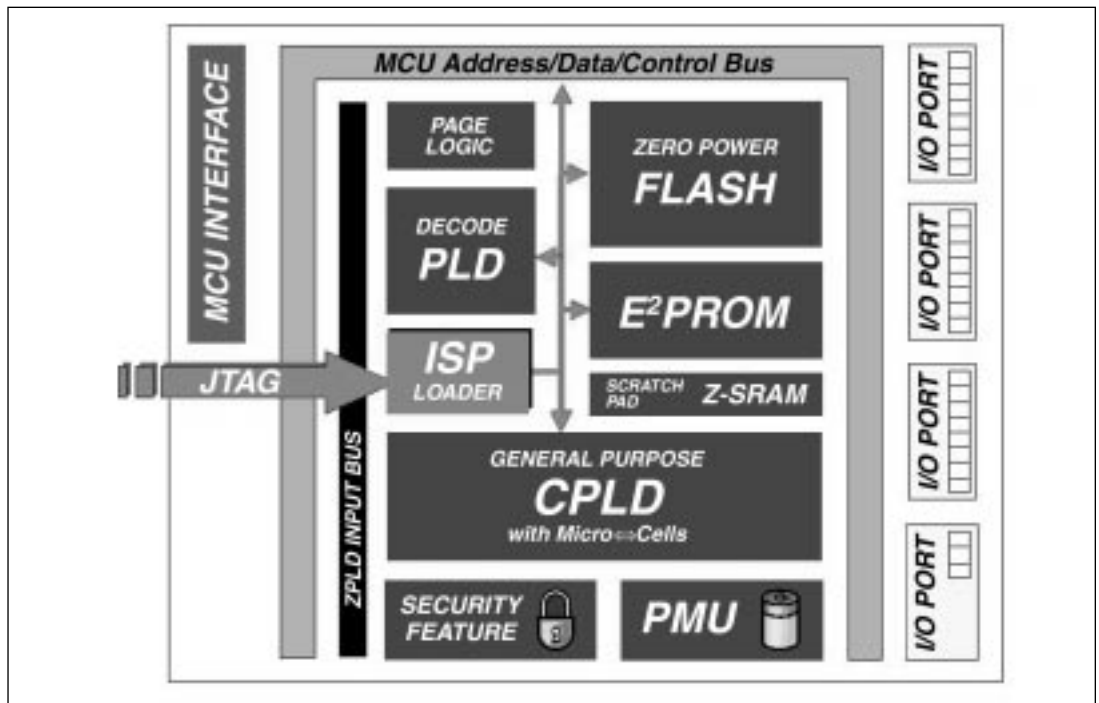 MCU INTERFACE
MCU Address/Data/Control Bus
PAGE
LOGIC
DECODE
PLD
ZERO POWER
FLASH
E²PROM
JTAG
ISP
LOADER
SCRATCH
PAD
Z-SRAM
ZPLD INPUT BUS
GENERAL PURPOSE
CPLD
with Micro⇔Cells
SECURITY
FEATURE
PMU
I/O PORT
I/O PORT
I/O PORT
I/O PORT